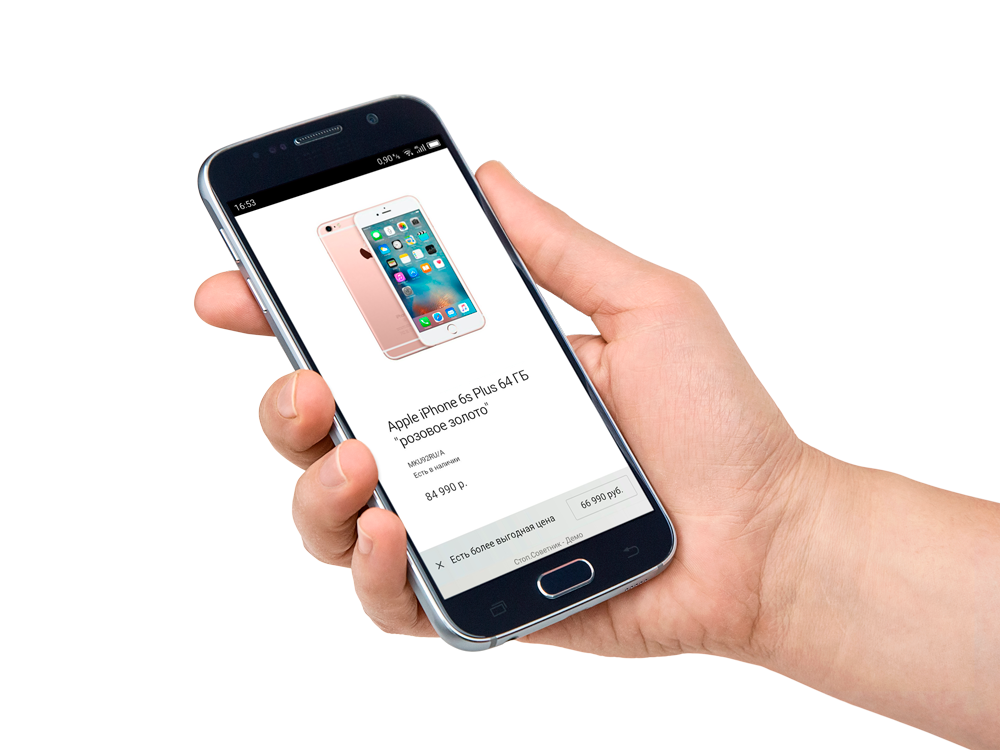 0,90 %
16:53
Apple iPhone 6s Plus 64 ГБ
"розовое золото"
MKU92RU/A
Есть в наличии
84 990 р.
× Есть более выгодная цена 66 990 руб.
Стоп.Советник - Демо